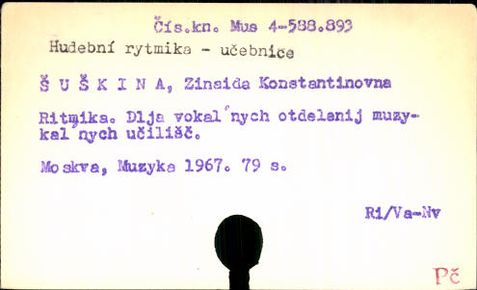 Čís.kn. Mus 4-588.893
Hudební rytmika - učebnice
Š U Š K I N A, Zinaida Konstantinovna
Ritmika. Dlja vokal´nych otdelenij muzy-
kal´nych učilišč.
Moskva, Muzyka 1967. 79 s.
Ri/Va-Nv
Pč